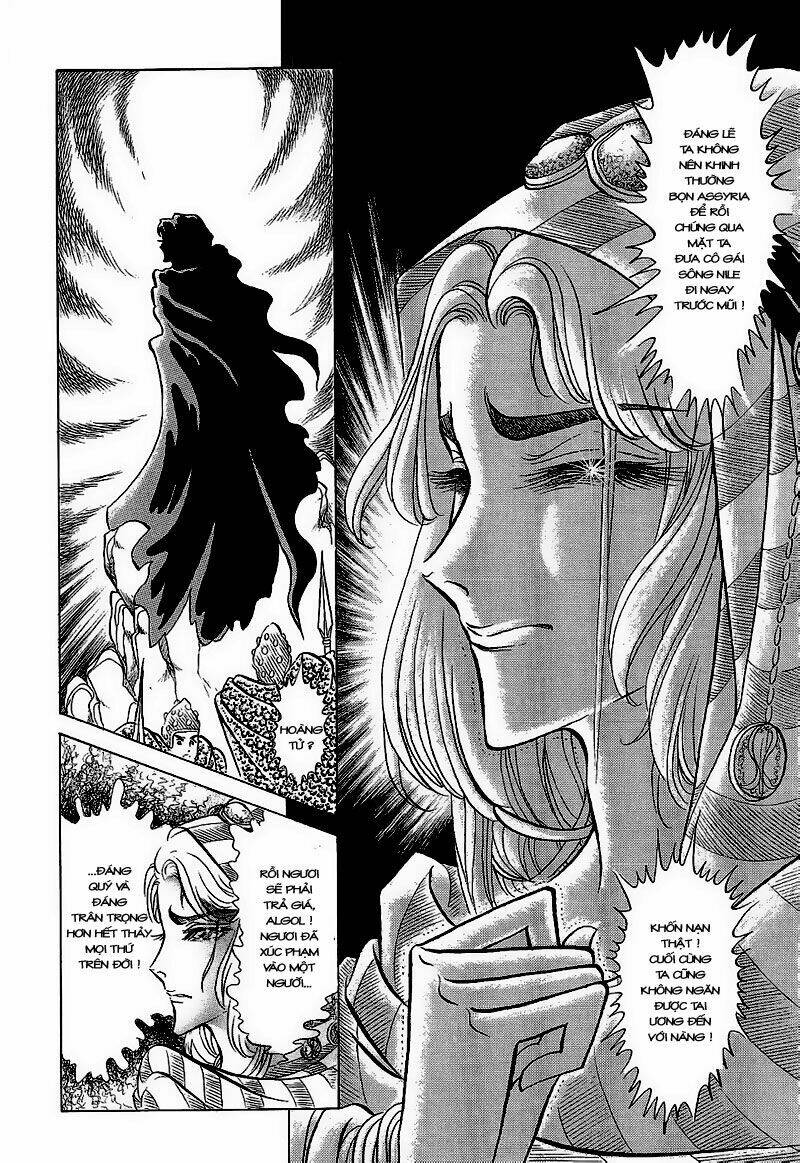 ĐÁNG LẼ
TA KHÔNG
NÊN KHINH
THƯỜNG
BỌN ASSYRIA
ĐỂ RỒI
CHÚNG QUA
MẶT TA
ĐƯA CÔ GÁI
SÔNG NILE
ĐI NGAY
TRƯỚC MŨI !
KHỐN NẠN
THẬT !
CUỐI CÙNG
TA CŨNG
KHÔNG NGĂN
ĐƯỢC TAI
ƯƠNG ĐẾN
VỚI NÀNG !
HOÀNG
TỬ ?
RỒI NGƯƠI
SẼ PHẢI
TRẢ GIÁ,
ALGOL !
NGƯƠI ĐÃ
XÚC PHẠM
VÀO MỘT
NGƯỜI...
...ĐÁNG
QUÝ VÀ
ĐÁNG
TRÂN TRỌNG
HƠN HẾT THẢY
MỌI THỨ
TRÊN ĐỜI !